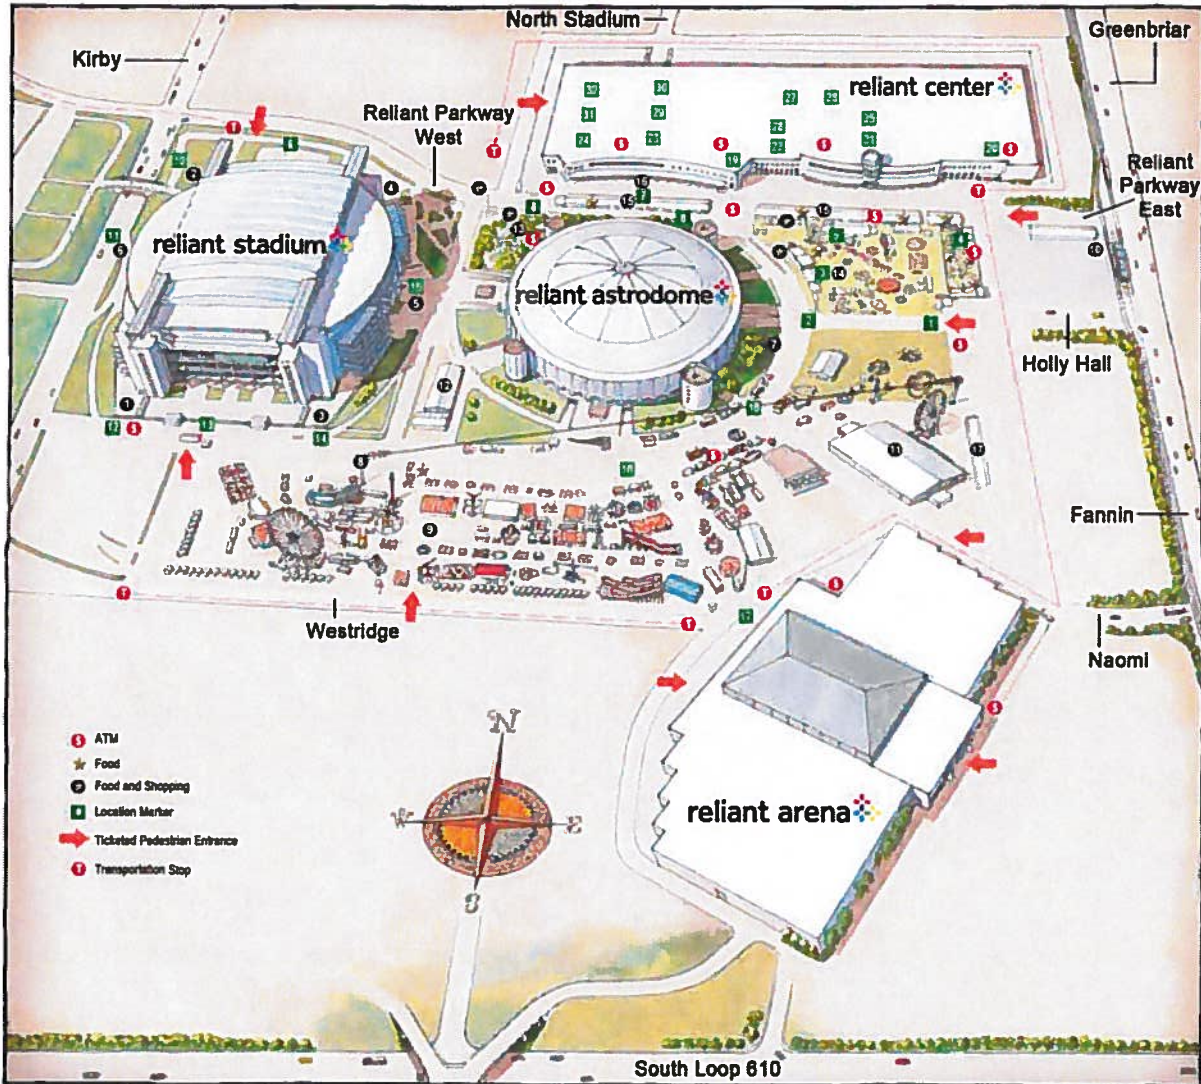 North Stadium
Greenbriar
Kirby
reliant center
Reliant Parkway
West
Reliant
Parkway
East
reliant stadium
reliant astrodome
Holly Hall
Fannin
Westridge
Naomi
N
W
E
S
ATM
Food
Food and Shopping
Location Marker
Ticketed Pedestrian Entrance
Transportation Stop
reliant arena
South Loop 610